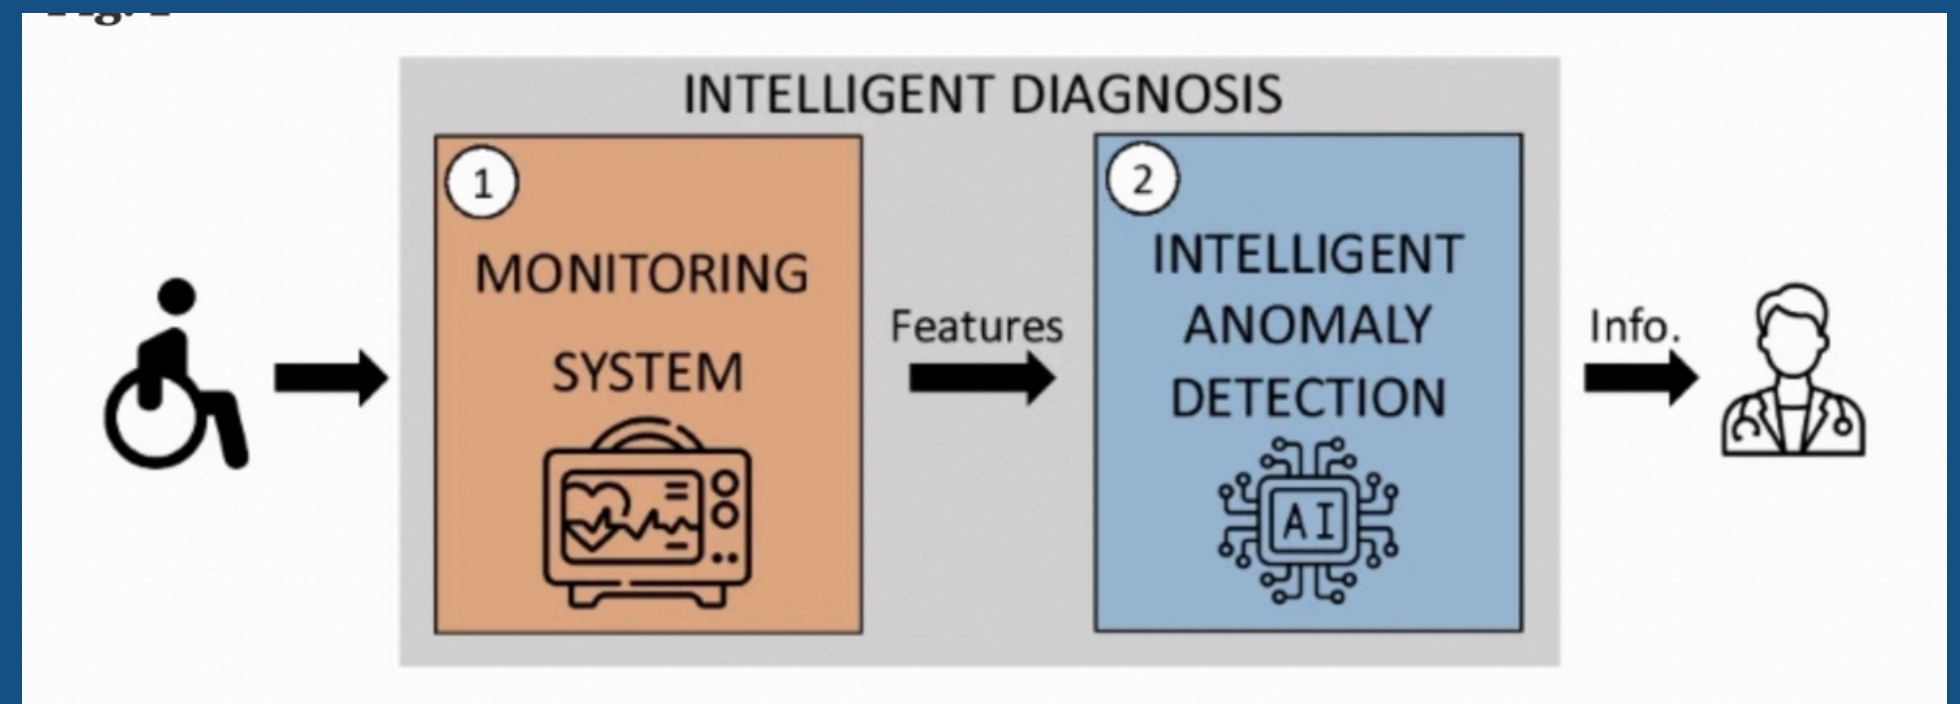 INTELLIGENT DIAGNOSIS
1
MONITORING
SYSTEM
Features
2
INTELLIGENT
ANOMALY
DETECTION
AI
Info.